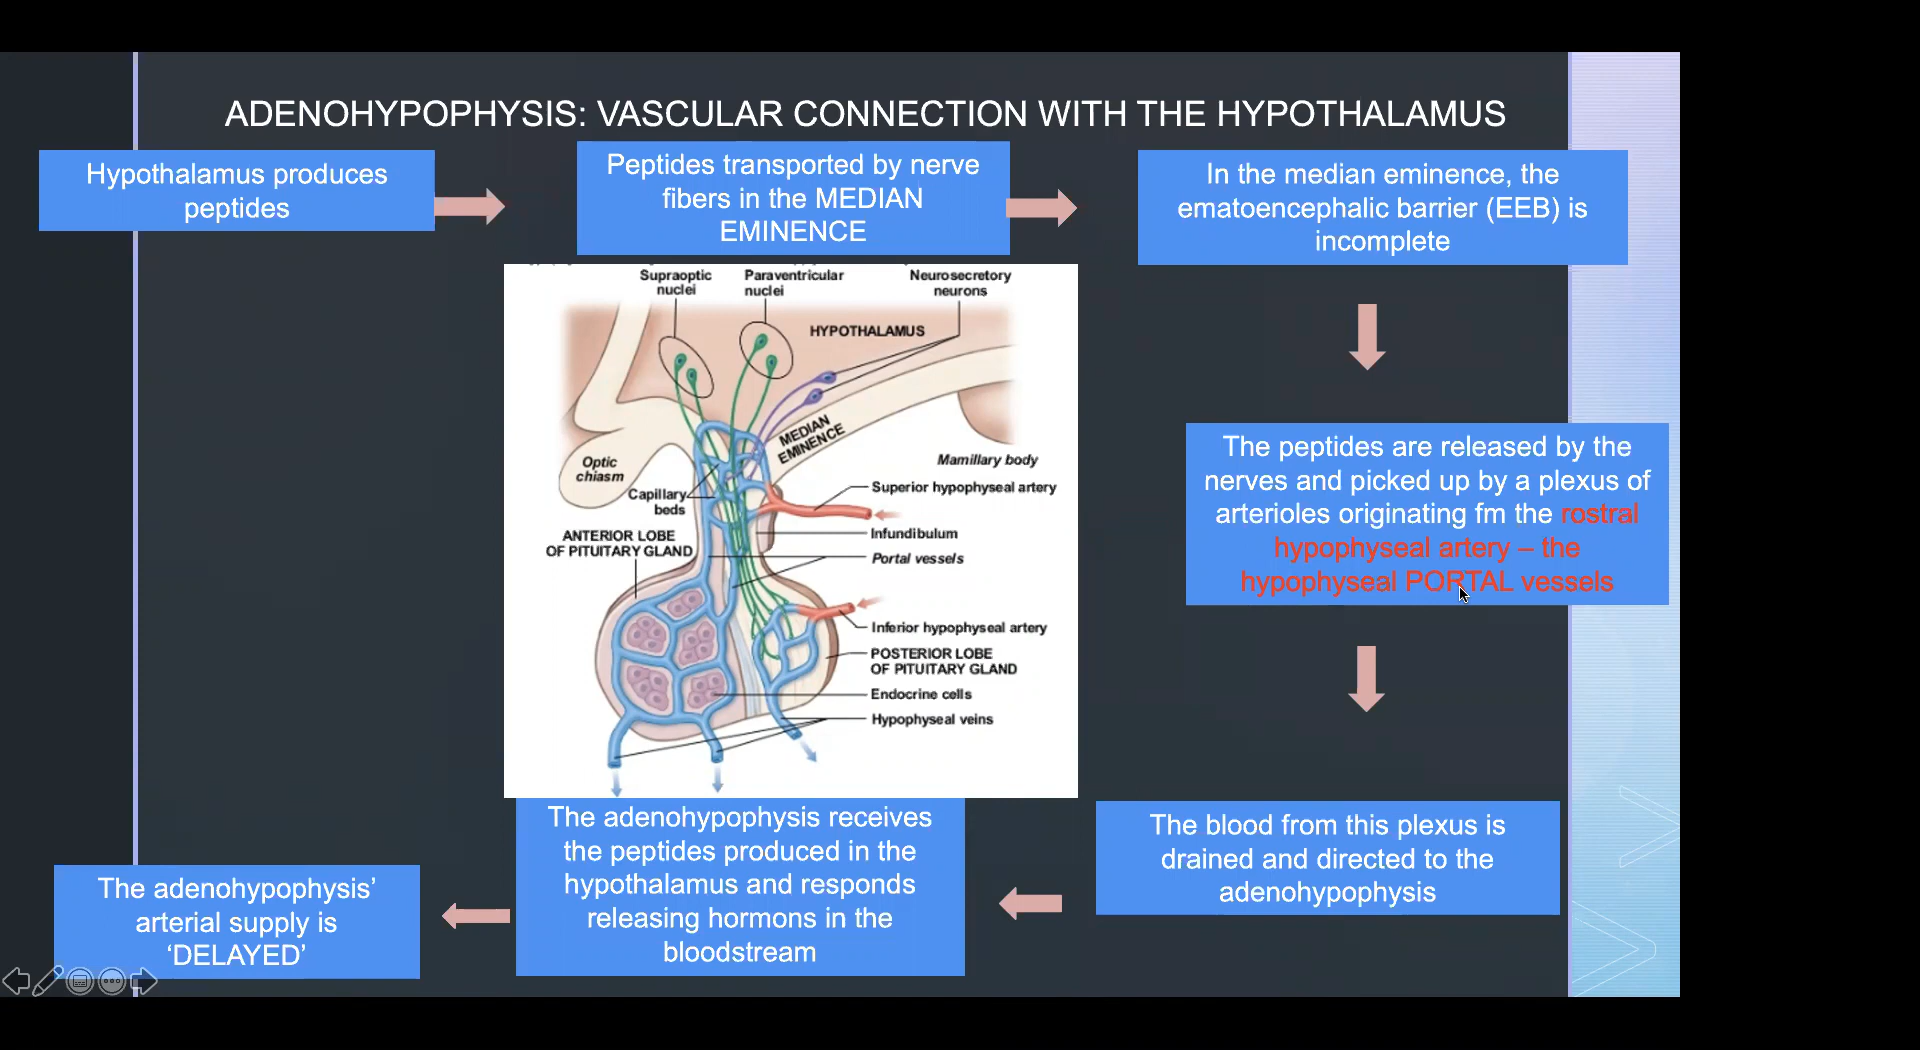 ADENOHYPOPHYSIS: VASCULAR CONNECTION WITH THE HYPOTHALAMUS
Hypothalamus produces
peptides
Peptides transported by nerve
fibers in the MEDIAN
EMINENCE
In the median eminence, the
ematoencephalic barrier (EEB) is
incomplete
Supraoptic
nuclei
Paraventricular
nuclei
Neurosecretory
neurons
HYPOTHALAMUS
MEDIAN
EMINENCE
Optic
chiasm
Mamillary body
Capillary
beds
Superior hypophyseal artery
Infundibulum
ANTERIOR LOBE
OF PITUITARY GLAND
Portal vessels
Inferior hypophyseal artery
POSTERIOR LOBE
OF PITUITARY GLAND
Endocrine cells
Hypophyseal veins
The peptides are released by the
nerves and picked up by a plexus of
arterioles originating fm the rostral
hypophyseal artery – the
hypophyseal PORTAL vessels
The blood from this plexus is
drained and directed to the
adenohypophysis
The adenohypophysis receives
the peptides produced in the
hypothalamus and responds
releasing hormons in the
bloodstream
The adenohypophysis’
arterial supply is
‘DELAYED’